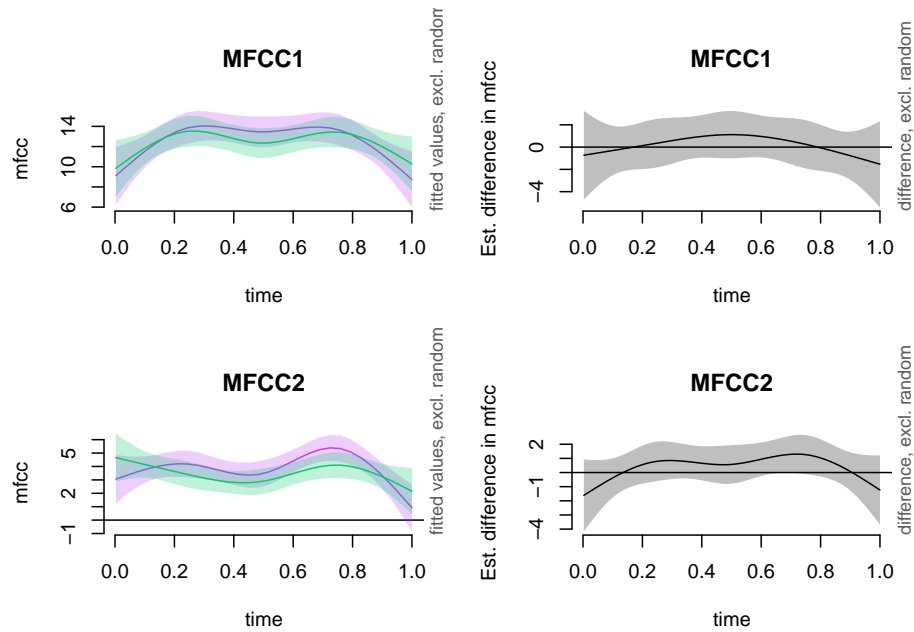 MFCC1
mfcc
14
10
6
0.0 0.2 0.4 0.6 0.8 1.0
time
fitted values, excl. random
MFCC1
Est. difference in mfcc
0
−4
0.0 0.2 0.4 0.6 0.8 1.0
time
difference, excl. random
MFCC2
mfcc
5
2
−1
0.0 0.2 0.4 0.6 0.8 1.0
time
fitted values, excl. random
MFCC2
Est. difference in mfcc
2
−1
−4
0.0 0.2 0.4 0.6 0.8 1.0
time
difference, excl. random